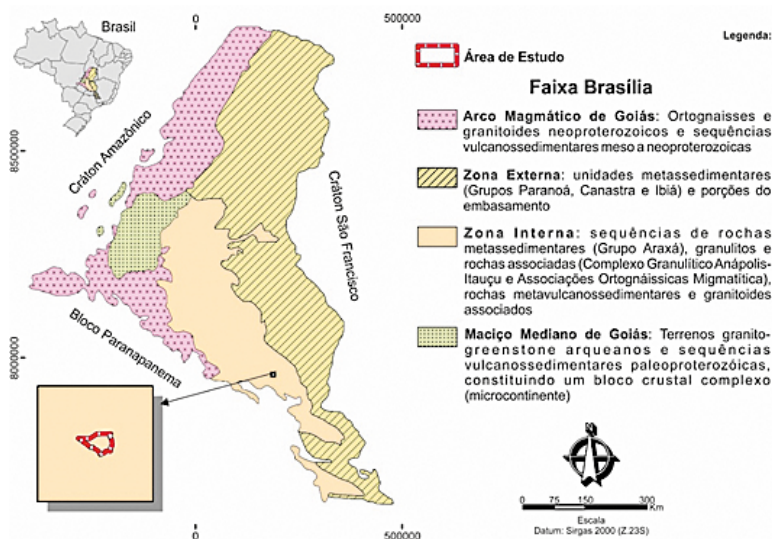 Brasil
0
500000
Legenda:
Área de Estudo
Faixa Brasília
Arco Magmático de Goiás: Ortognaisses e
granitoides neoproterozoicos e sequências
vulcanossedimentares meso a neoproterozoicas
Zona Externa: unidades metassedimentares
(Grupos Paranoá, Canastra e Ibiá) e porções do
embasamento
Zona Interna: sequências de rochas
metassedimentares (Grupo Araxá), granulitos e
rochas associadas (Complexo Granulítico Anápolis-
Itauçu e Associações Ortognáissicas Migmatítica),
rochas metavulcanossedimentares e granitoides
associados
Maciço Mediano de Goiás: Terrenos granito-
greenstone arqueanos e sequências
vulcanossedimentares paleoproterozóicas,
constituindo um bloco crustal complexo
(microcontinente)
8500000
8000000
Cráton Amazônico
Cráton São Francisco
Bloco Paranapanema
N
0 75 150 300
Km
Escala
Datum: Sirgas 2000 (Z.23S)
0
500000